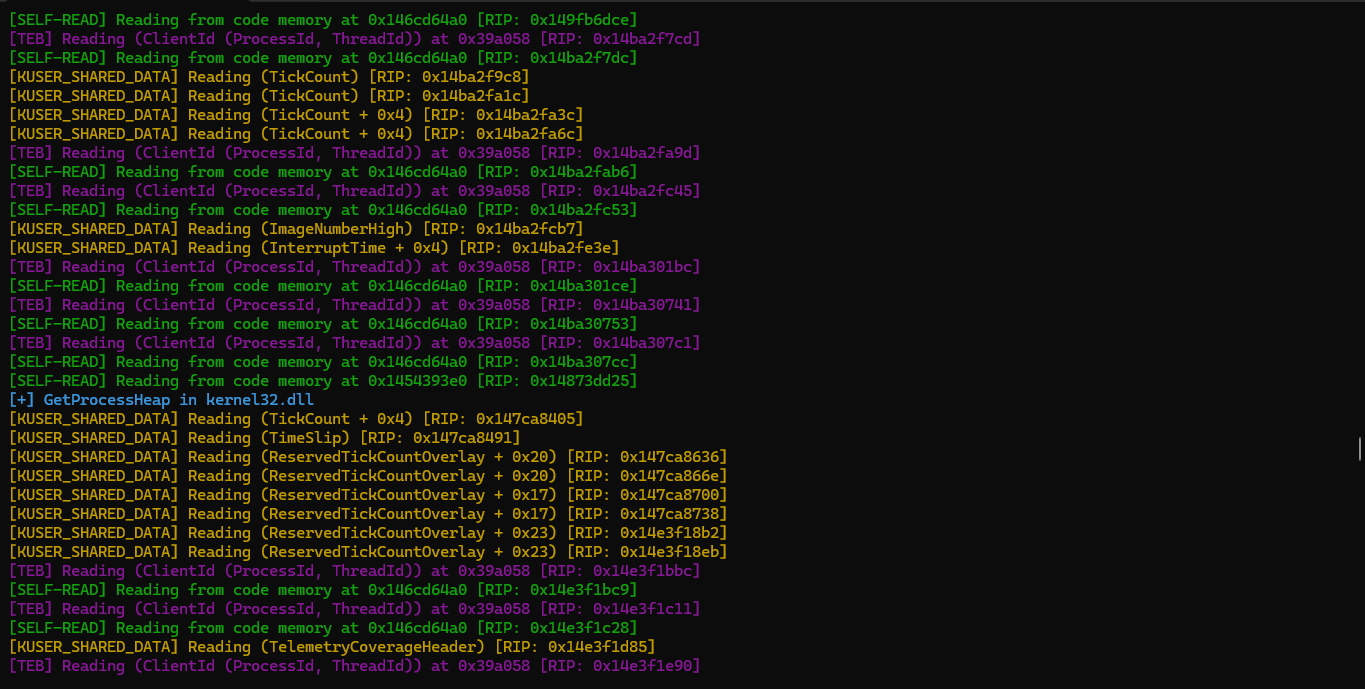 [SELF-READ] Reading from code memory at 0x146cd64a0 [RIP: 0x149fb6dce]
[TEB] Reading (ClientId (ProcessId, ThreadId)) at 0x39a058 [RIP: 0x14ba2f7cd]
[SELF-READ] Reading from code memory at 0x146cd64a0 [RIP: 0x14ba2f7dc]
[KUSER_SHARED_DATA] Reading (TickCount) [RIP: 0x14ba2f9c8]
[KUSER_SHARED_DATA] Reading (TickCount) [RIP: 0x14ba2fa1c]
[KUSER_SHARED_DATA] Reading (TickCount + 0x4) [RIP: 0x14ba2fa3c]
[KUSER_SHARED_DATA] Reading (TickCount + 0x4) [RIP: 0x14ba2fa6c]
[TEB] Reading (ClientId (ProcessId, ThreadId)) at 0x39a058 [RIP: 0x14ba2fa9d]
[SELF-READ] Reading from code memory at 0x146cd64a0 [RIP: 0x14ba2fab6]
[TEB] Reading (ClientId (ProcessId, ThreadId)) at 0x39a058 [RIP: 0x14ba2fc45]
[SELF-READ] Reading from code memory at 0x146cd64a0 [RIP: 0x14ba2fc53]
[KUSER_SHARED_DATA] Reading (ImageNumberHigh) [RIP: 0x14ba2fcb7]
[KUSER_SHARED_DATA] Reading (InterruptTime + 0x4) [RIP: 0x14ba2fe3e]
[TEB] Reading (ClientId (ProcessId, ThreadId)) at 0x39a058 [RIP: 0x14ba301bc]
[SELF-READ] Reading from code memory at 0x146cd64a0 [RIP: 0x14ba301ce]
[TEB] Reading (ClientId (ProcessId, ThreadId)) at 0x39a058 [RIP: 0x14ba30741]
[SELF-READ] Reading from code memory at 0x146cd64a0 [RIP: 0x14ba30753]
[TEB] Reading (ClientId (ProcessId, ThreadId)) at 0x39a058 [RIP: 0x14ba307c1]
[SELF-READ] Reading from code memory at 0x146cd64a0 [RIP: 0x14ba307cc]
[SELF-READ] Reading from code memory at 0x1454393e0 [RIP: 0x14873dd25]
[+] GetProcessHeap in kernel32.dll
[KUSER_SHARED_DATA] Reading (TickCount + 0x4) [RIP: 0x147ca8405]
[KUSER_SHARED_DATA] Reading (TimeSlip) [RIP: 0x147ca8491]
[KUSER_SHARED_DATA] Reading (ReservedTickCountOverlay + 0x20) [RIP: 0x147ca8636]
[KUSER_SHARED_DATA] Reading (ReservedTickCountOverlay + 0x20) [RIP: 0x147ca866e]
[KUSER_SHARED_DATA] Reading (ReservedTickCountOverlay + 0x17) [RIP: 0x147ca8700]
[KUSER_SHARED_DATA] Reading (ReservedTickCountOverlay + 0x17) [RIP: 0x147ca8738]
[KUSER_SHARED_DATA] Reading (ReservedTickCountOverlay + 0x23) [RIP: 0x14e3f18b2]
[KUSER_SHARED_DATA] Reading (ReservedTickCountOverlay + 0x23) [RIP: 0x14e3f18eb]
[TEB] Reading (ClientId (ProcessId, ThreadId)) at 0x39a058 [RIP: 0x14e3f1bbc]
[SELF-READ] Reading from code memory at 0x146cd64a0 [RIP: 0x14e3f1bc9]
[TEB] Reading (ClientId (ProcessId, ThreadId)) at 0x39a058 [RIP: 0x14e3f1c11]
[SELF-READ] Reading from code memory at 0x146cd64a0 [RIP: 0x14e3f1c28]
[KUSER_SHARED_DATA] Reading (TelemetryCoverageHeader) [RIP: 0x14e3f1d85]
[TEB] Reading (ClientId (ProcessId, ThreadId)) at 0x39a058 [RIP: 0x14e3f1e90]